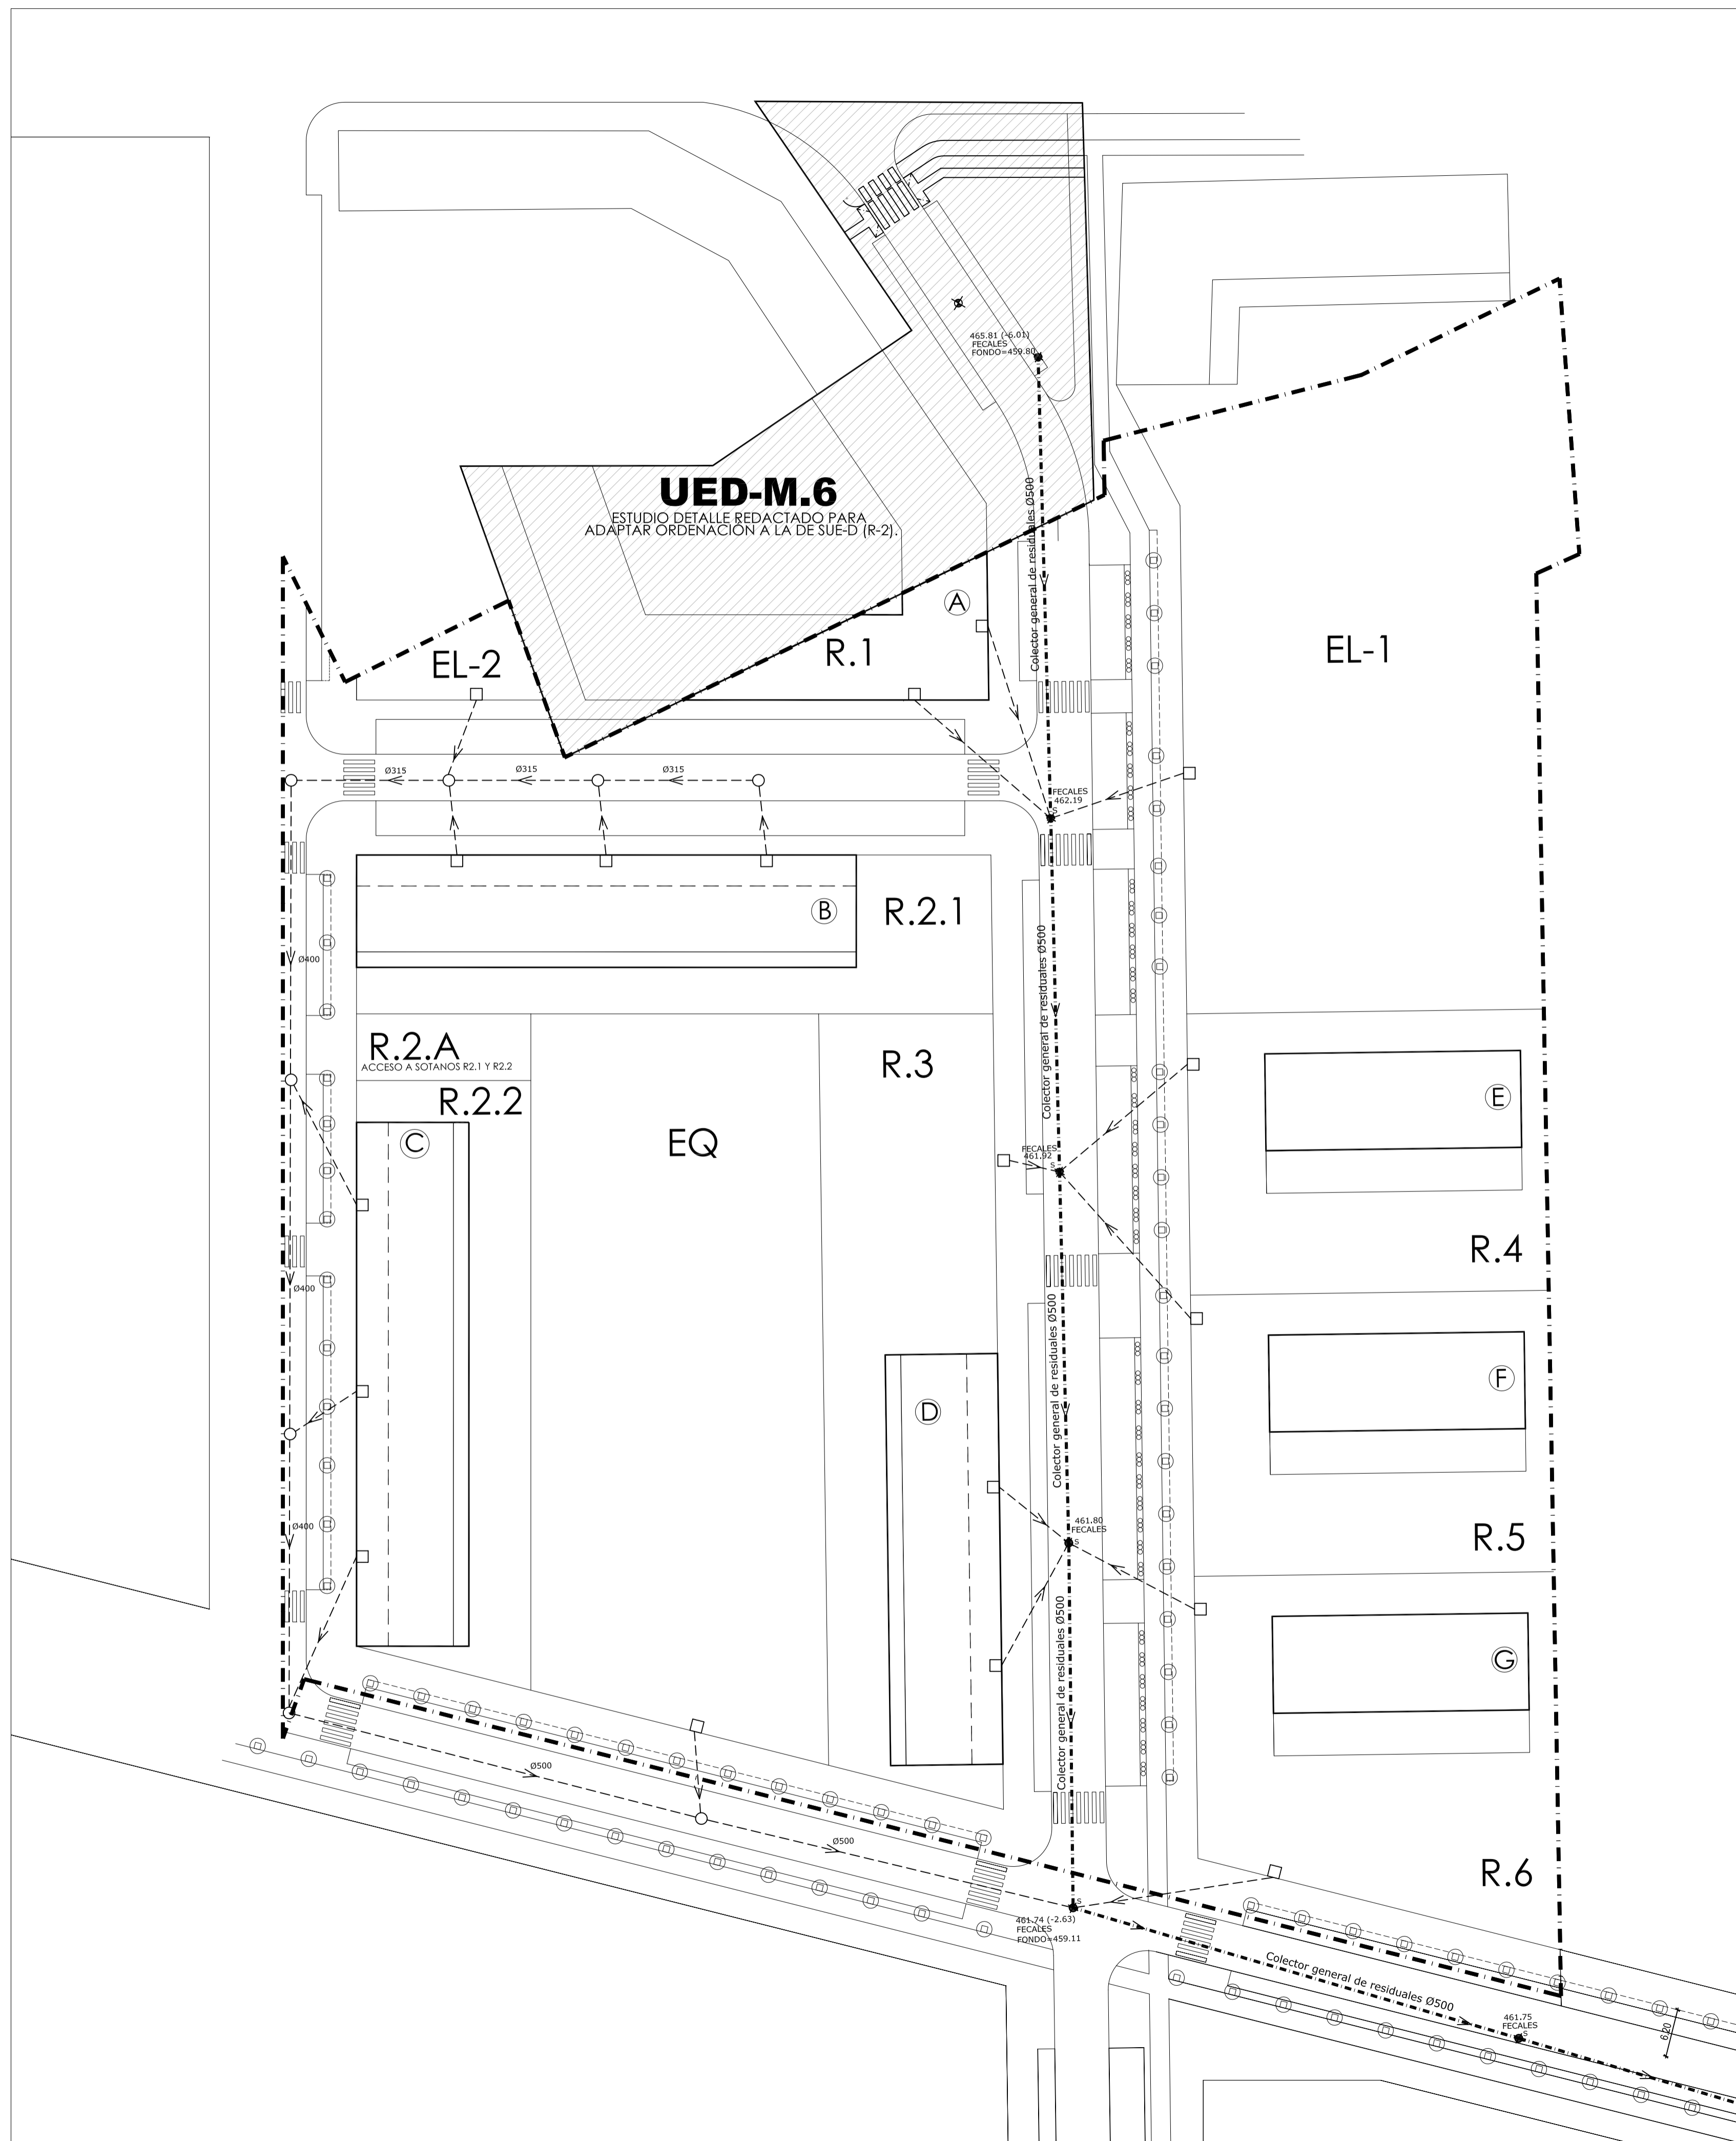 465.81 (-6.01)
FECALES
FONDO=459.80
UED-M.6
ESTUDIO DETALLE REDACTADO PARA
ADAPTAR ORDENACIÓN A LA DE SUE-D (R-2).
Colector general de residuales Ø500
A
R.1
EL-2
EL-1
Ø315
Ø315
Ø315
FECALES
462.19
S
B
R.2.1
Ø400
Colector general de residuales Ø500
R.2.A
ACCESO A SOTANOS R2.1 Y R2.2
R.3
R.2.2
E
C
EQ
FECALES
461.92
S
R.4
Ø400
Colector general de residuales Ø500
F
D
Ø400
461.80
FECALES
S
R.5
Colector general de residuales Ø500
G
Ø500
Ø500
R.6
S
461.74 (-2.63)
FECALES
FONDO=459.11
Colector general de residuales Ø500
461.75
FECALES
S
6.20